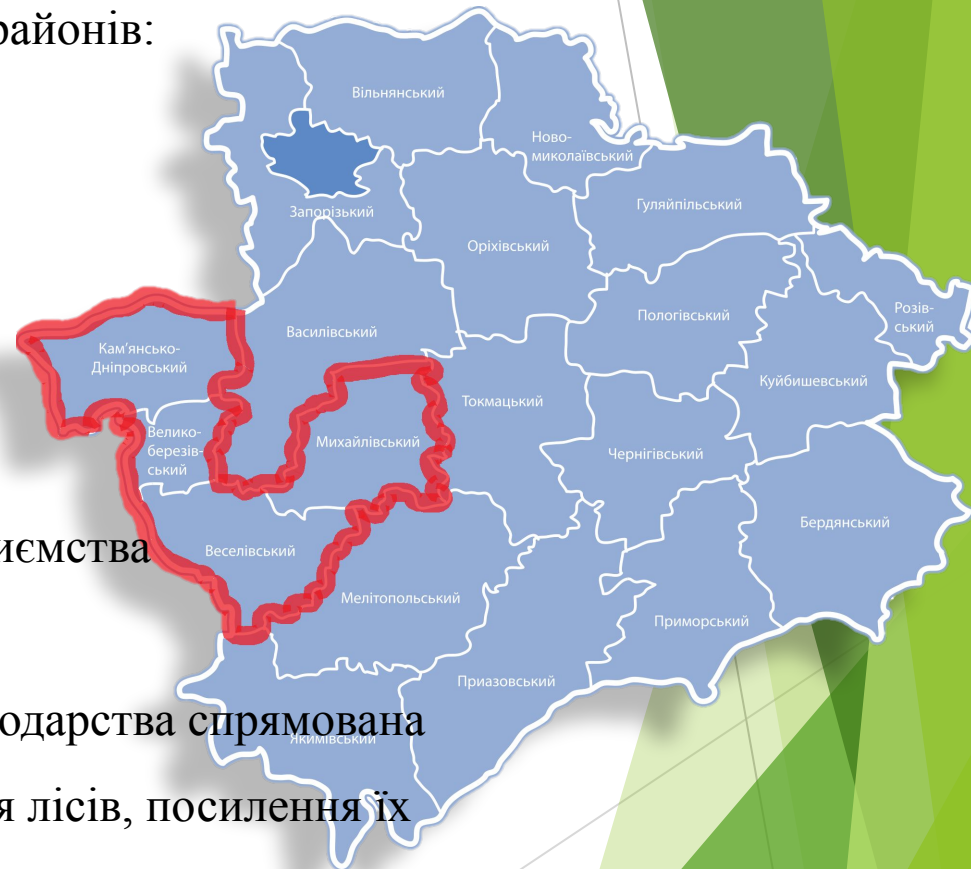 районів:
Вільнянський
Ново-
миколаївський
Запорізький
Гуляйпільський
Оріхівський
Пологівський
Розів-
ський
Василівський
Кам’янсько-
Дніпровський
Куйбишевський
Токмацький
Велико-
березів-
ський
Михайлівський
Чернігівський
Бердянський
Веселівський
иємства
Мелітопольський
Приморський
Приазовський
одарства спрямована
Якимівський
я лісів, посилення їх